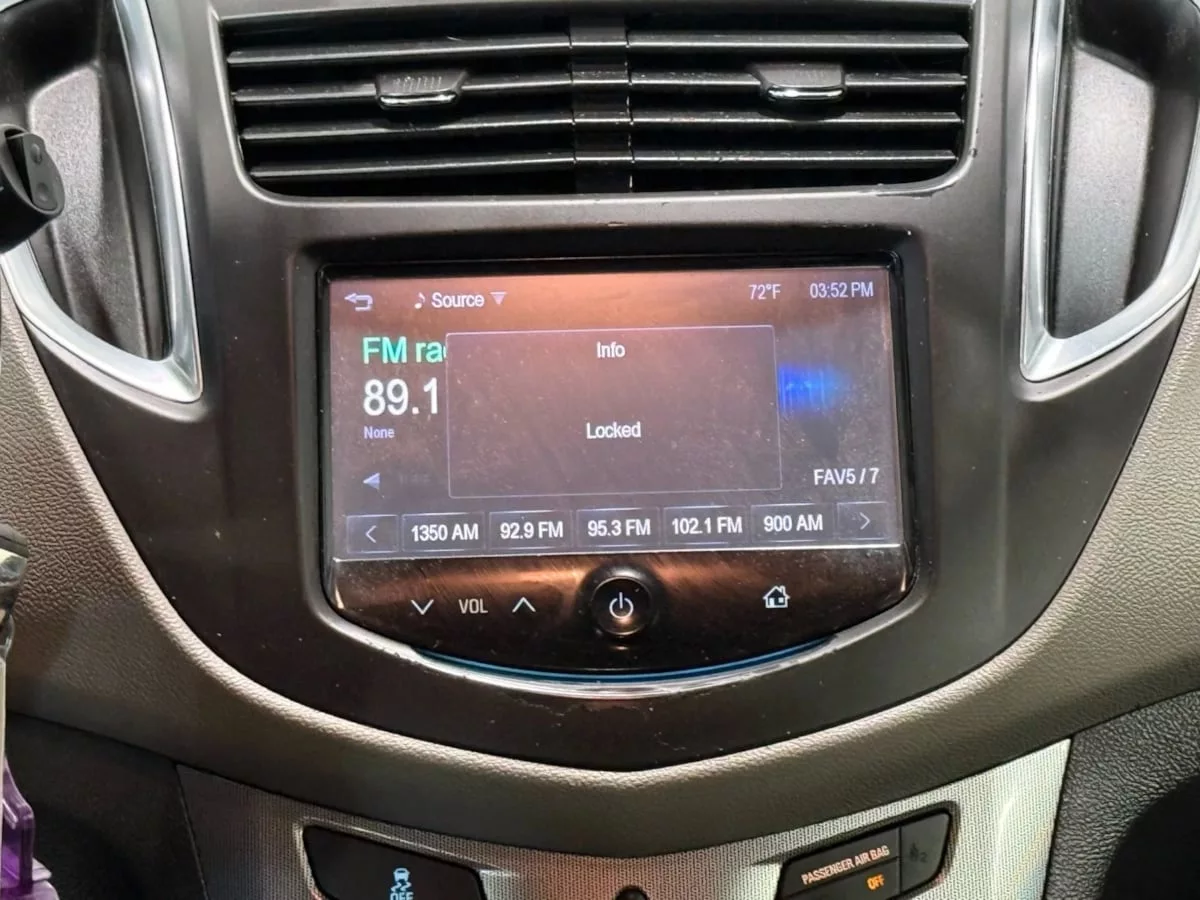 Source
72°F 03:52 PM
FM ra
Info
89.1
None
Locked
FAV5 / 7
1350 AM 92.9 FM 95.3 FM 102.1 FM 900 AM
VOL
PASSENGER AIR BAG
OFF
OFF